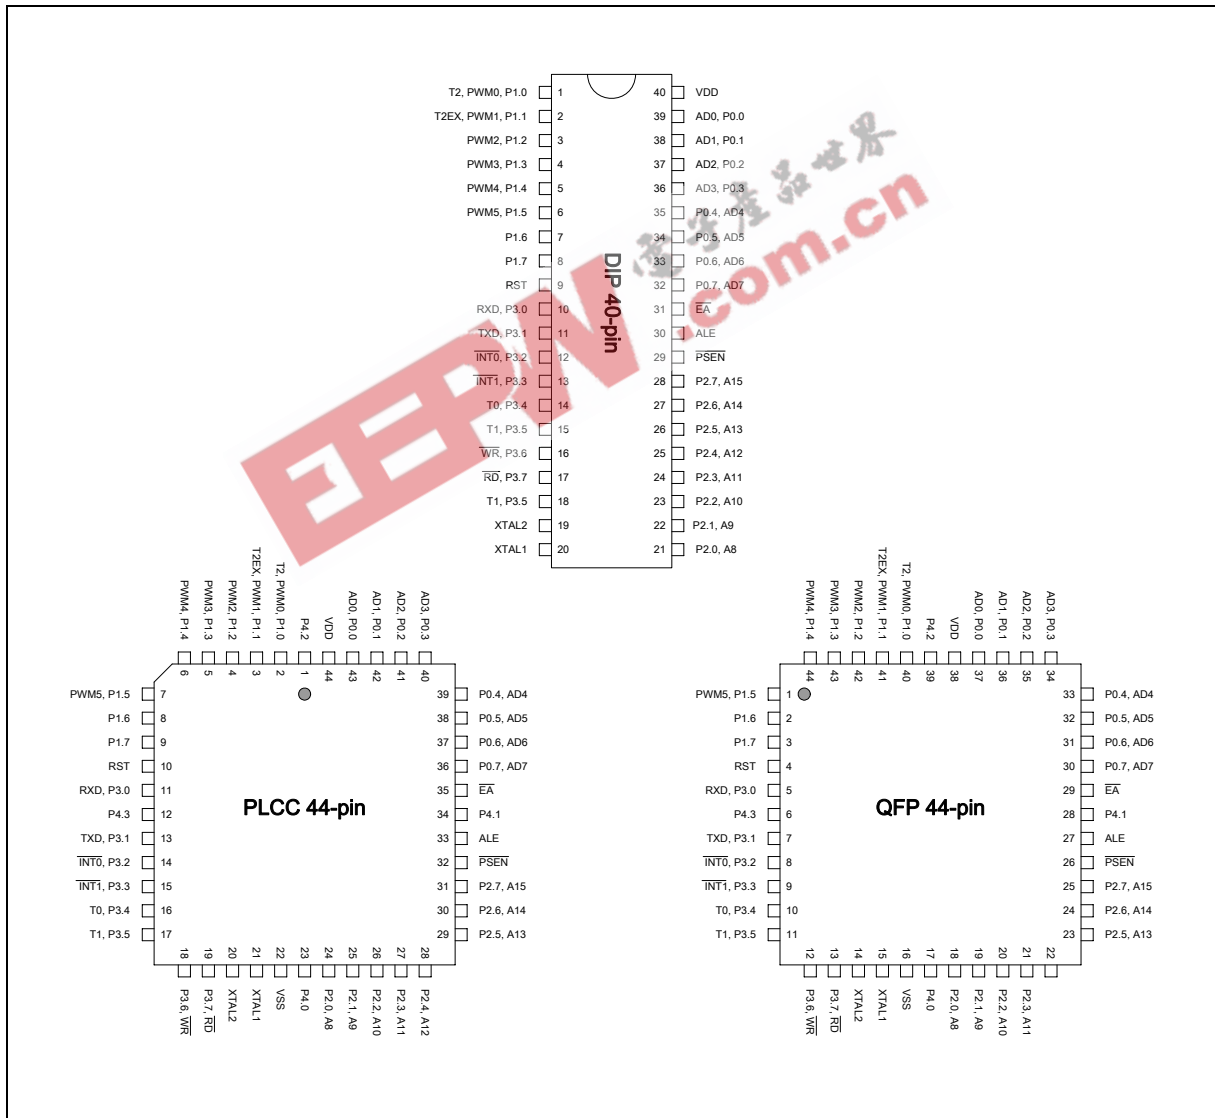 T2, PWM0, P1.0 1 40 VDD
T2EX, PWM1, P1.1 2 39 AD0, P0.0
PWM2, P1.2 3 38 AD1, P0.1
PWM3, P1.3 4 37 AD2, P0.2
PWM4, P1.4 5 36 AD3, P0.3
PWM5, P1.5 6 35 P0.4, AD4
P1.6 7 34 P0.5, AD5
P1.7 8 33 P0.6, AD6
RST 9 32 P0.7, AD7
RXD, P3.0 10 31 EA
TXD, P3.1 11 30 ALE
INT0, P3.2 12 29 PSEN
INT1, P3.3 13 28 P2.7, A15
T0, P3.4 14 27 P2.6, A14
T1, P3.5 15 26 P2.5, A13
WR, P3.6 16 25 P2.4, A12
RD, P3.7 17 24 P2.3, A11
T1, P3.5 18 23 P2.2, A10
XTAL2 19 22 P2.1, A9
XTAL1 20 21 P2.0, A8
DIP 40-pin
EEPW.com.cn
電子產品世界
PWM4, P1.4 PWM3, P1.3 PWM2, P1.2 T2EX, PWM1, P1.1 T2, PWM0, P1.0 P4.2 VDD AD0, P0.0 AD1, P0.1 AD2, P0.2 AD3, P0.3
6 5 4 3 2 1 44 43 42 41 40
PWM5, P1.5 7 39 P0.4, AD4
P1.6 8 38 P0.5, AD5
P1.7 9 37 P0.6, AD6
RST 10 36 P0.7, AD7
RXD, P3.0 11 35 EA
P4.3 12 34 P4.1
TXD, P3.1 13 33 ALE
INT0, P3.2 14 32 PSEN
INT1, P3.3 15 31 P2.7, A15
T0, P3.4 16 30 P2.6, A14
T1, P3.5 17 29 P2.5, A13
PLCC 44-pin
18 19 20 21 22 23 24 25 26 27 28
P3.6, WR P3.7, RD XTAL2 XTAL1 VSS P4.0 P2.0, A8 P2.1, A9 P2.2, A10 P2.3, A11 P2.4, A12
PWM4, P1.4 PWM3, P1.3 PWM2, P1.2 T2EX, PWM1, P1.1 T2, PWM0, P1.0 P4.2 VDD AD0, P0.0 AD1, P0.1 AD2, P0.2 AD3, P0.3
44 43 42 41 40 39 38 37 36 35 34
PWM5, P1.5 1 33 P0.4, AD4
P1.6 2 32 P0.5, AD5
P1.7 3 31 P0.6, AD6
RST 4 30 P0.7, AD7
RXD, P3.0 5 29 EA
P4.3 6 28 P4.1
TXD, P3.1 7 27 ALE
INT0, P3.2 8 26 PSEN
INT1, P3.3 9 25 P2.7, A15
T0, P3.4 10 24 P2.6, A14
T1, P3.5 11 23 P2.5, A13
QFP 44-pin
12 13 14 15 16 17 18 19 20 21 22
P3.6, WR P3.7, RD XTAL2 XTAL1 VSS P4.0 P2.0, A8 P2.1, A9 P2.2, A10 P2.3, A11